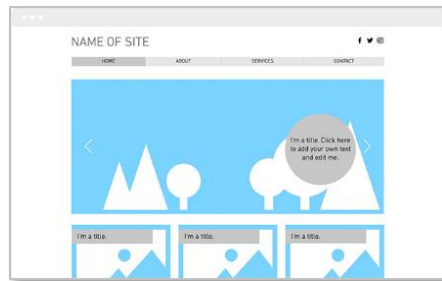 NAME OF SITE
HOME ABOUT SERVICES CONTACT
I'm a title. Click here
to add your own text
and edit me.
I'm a title. I'm a title. I'm a title.